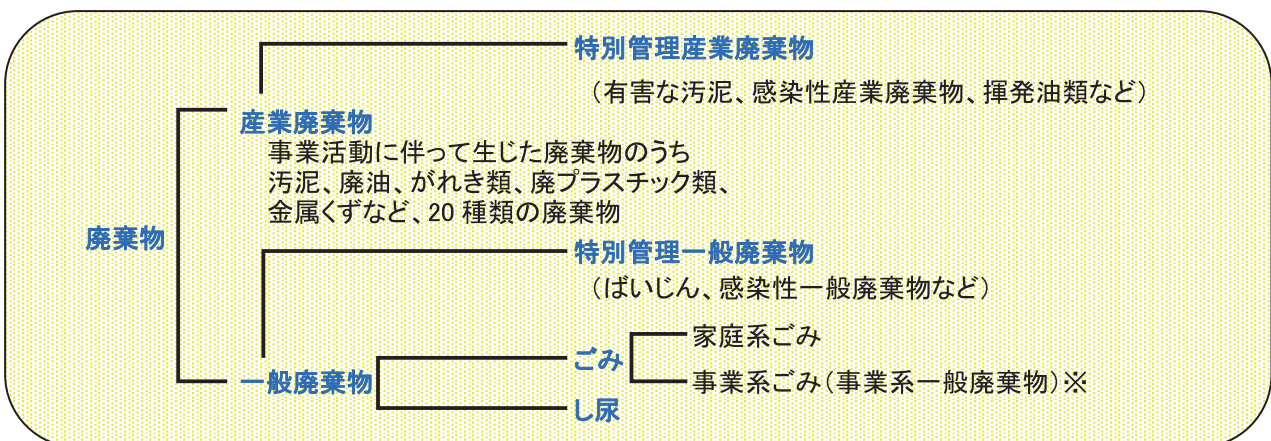 特別管理産業廃棄物
（有害な汚泥、感染性産業廃棄物、揮発油類など）
産業廃棄物
事業活動に伴って生じた廃棄物のうち
汚泥、廃油、がれき類、廃プラスチック類、
金属くずなど、20 種類の廃棄物
廃棄物
特別管理一般廃棄物
（ばいじん、感染性一般廃棄物など）
家庭系ごみ
ごみ
一般廃棄物
事業系ごみ（事業系一般廃棄物）※
し尿